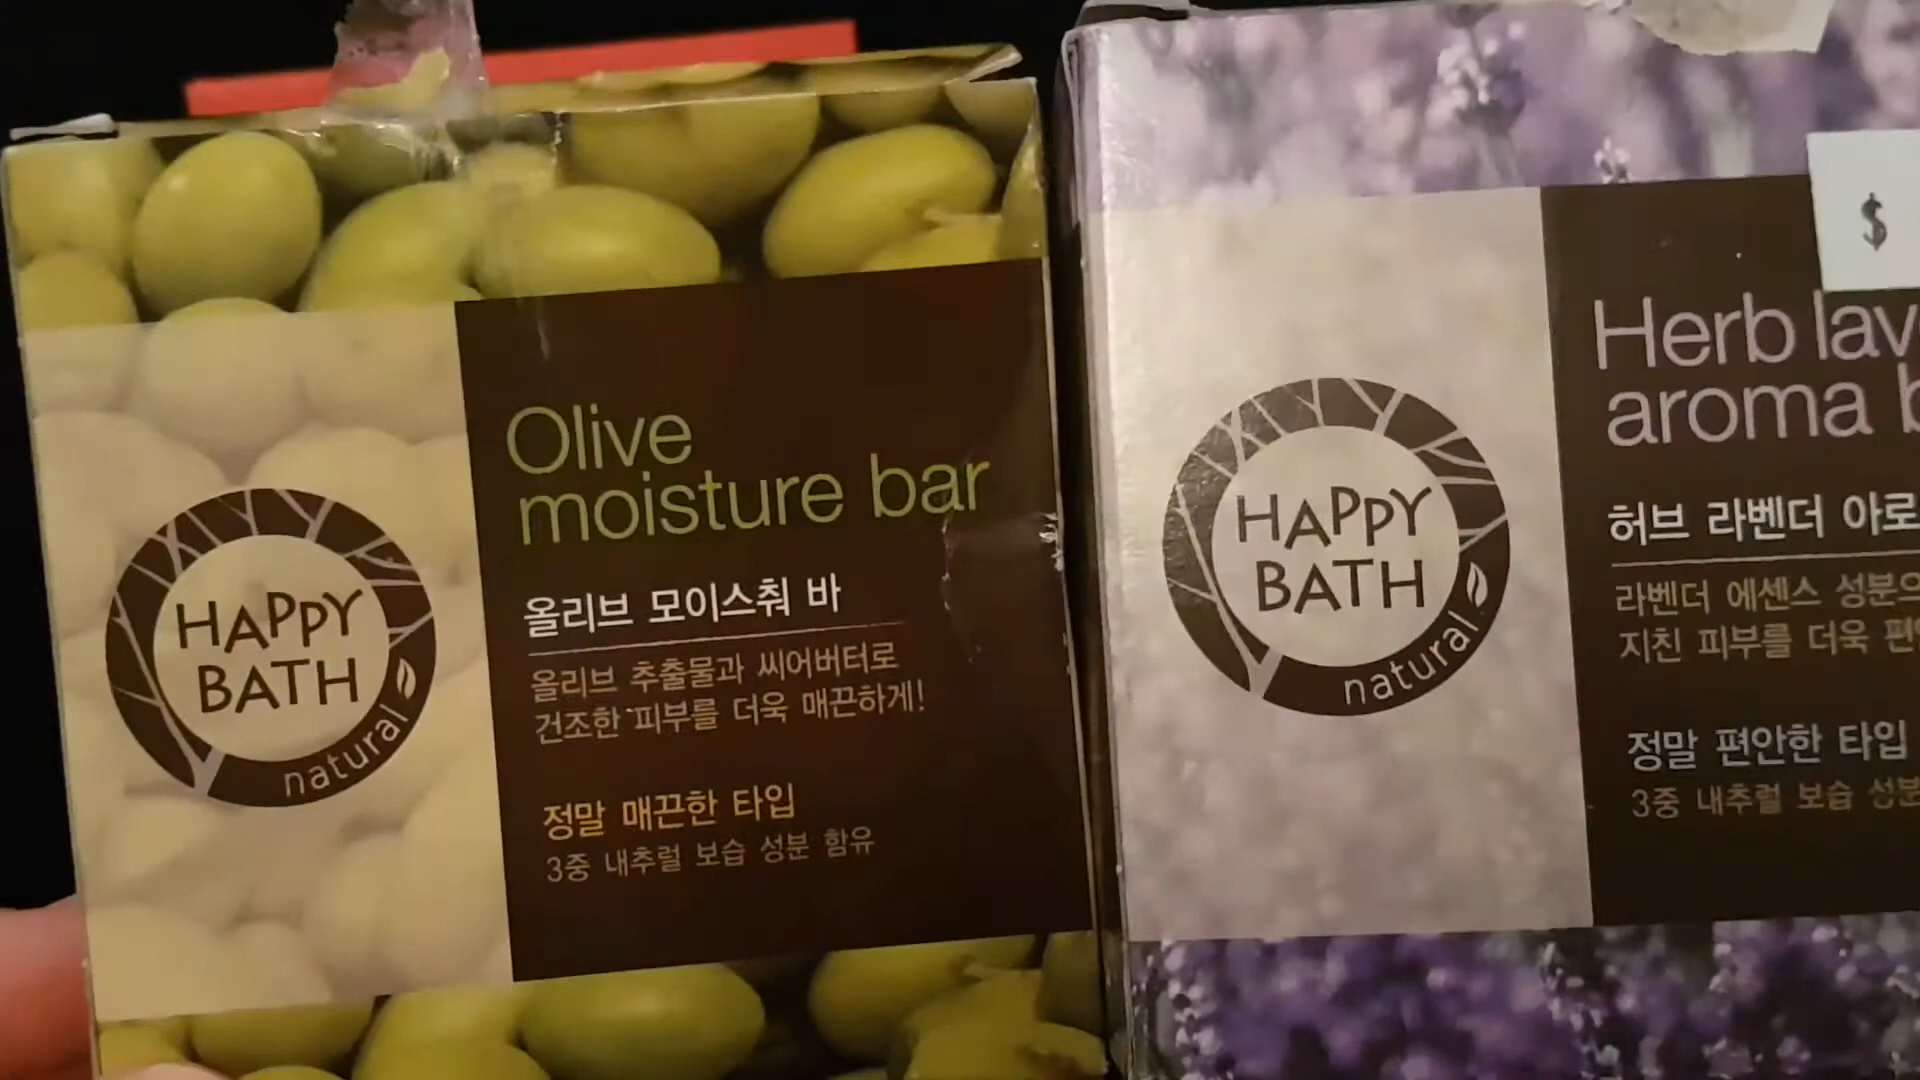 HAPPY
BATH
natural
Olive
moisture bar
올리브 모이스춰 바
올리브 추출물과 씨어버터로
건조한 피부를 더욱 매끈하게!
정말 매끈한 타입
3중 내추럴 보습 성분 함유
HAPPY
BATH
natural
$
Herb lav
aroma b
허브 라벤더 아로
라벤더 에센스 성분으
지친 피부를 더욱 편
정말 편안한 타입
3중 내추럴 보습 성분